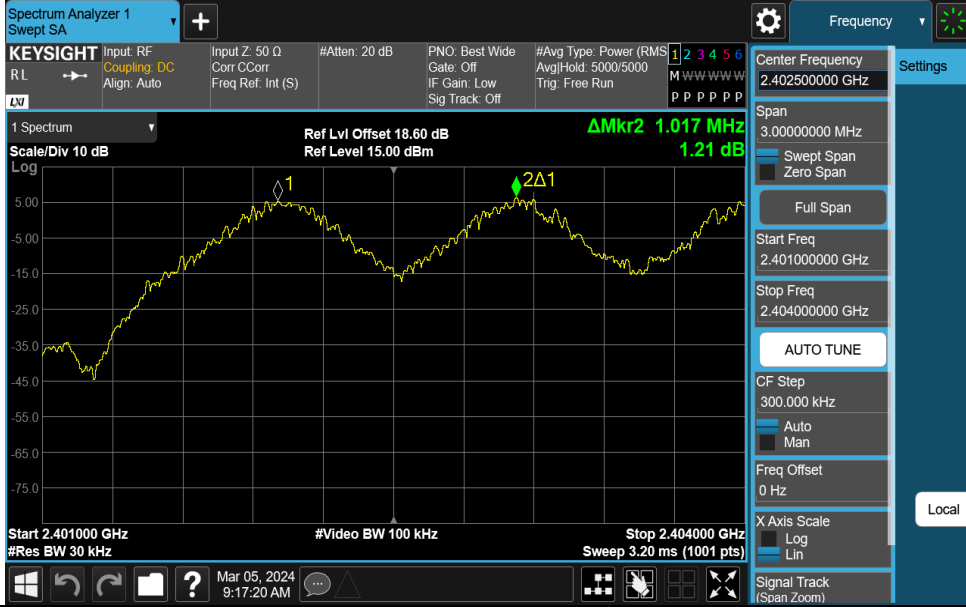 Spectrum Analyzer 1
Swept SA
+
Frequency
KEYSIGHT
R L
LXI
Input: RF
Coupling: DC
Align: Auto
Input Z: 50 Ω
Corr CCorr
Freq Ref: Int (S)
#Atten: 20 dB
PNO: Best Wide
Gate: Off
IF Gain: Low
Sig Track: Off
#Avg Type: Power (RMS
Avg|Hold: 5000/5000
Trig: Free Run
1 2 3 4 5 6
M W W W W W
P P P P P P
1 Spectrum
Scale/Div 10 dB
Log
Ref Lvl Offset 18.60 dB
Ref Level 15.00 dBm
ΔMkr2 1.017 MHz
1.21 dB
1
2Δ1
5.00
-5.00
-15.0
-25.0
-35.0
-45.0
-55.0
-65.0
-75.0
Start 2.401000 GHz
#Video BW 100 kHz
Stop 2.404000 GHz
#Res BW 30 kHz
Sweep 3.20 ms (1001 pts)
?
Mar 05, 2024
9:17:20 AM
Center Frequency
2.402500000 GHz
Settings
Span
3.00000000 MHz
Swept Span
Zero Span
Full Span
Start Freq
2.401000000 GHz
Stop Freq
2.404000000 GHz
AUTO TUNE
CF Step
300.000 kHz
Auto
Man
Freq Offset
0 Hz
Local
X Axis Scale
Log
Lin
Signal Track
(Span Zoom)